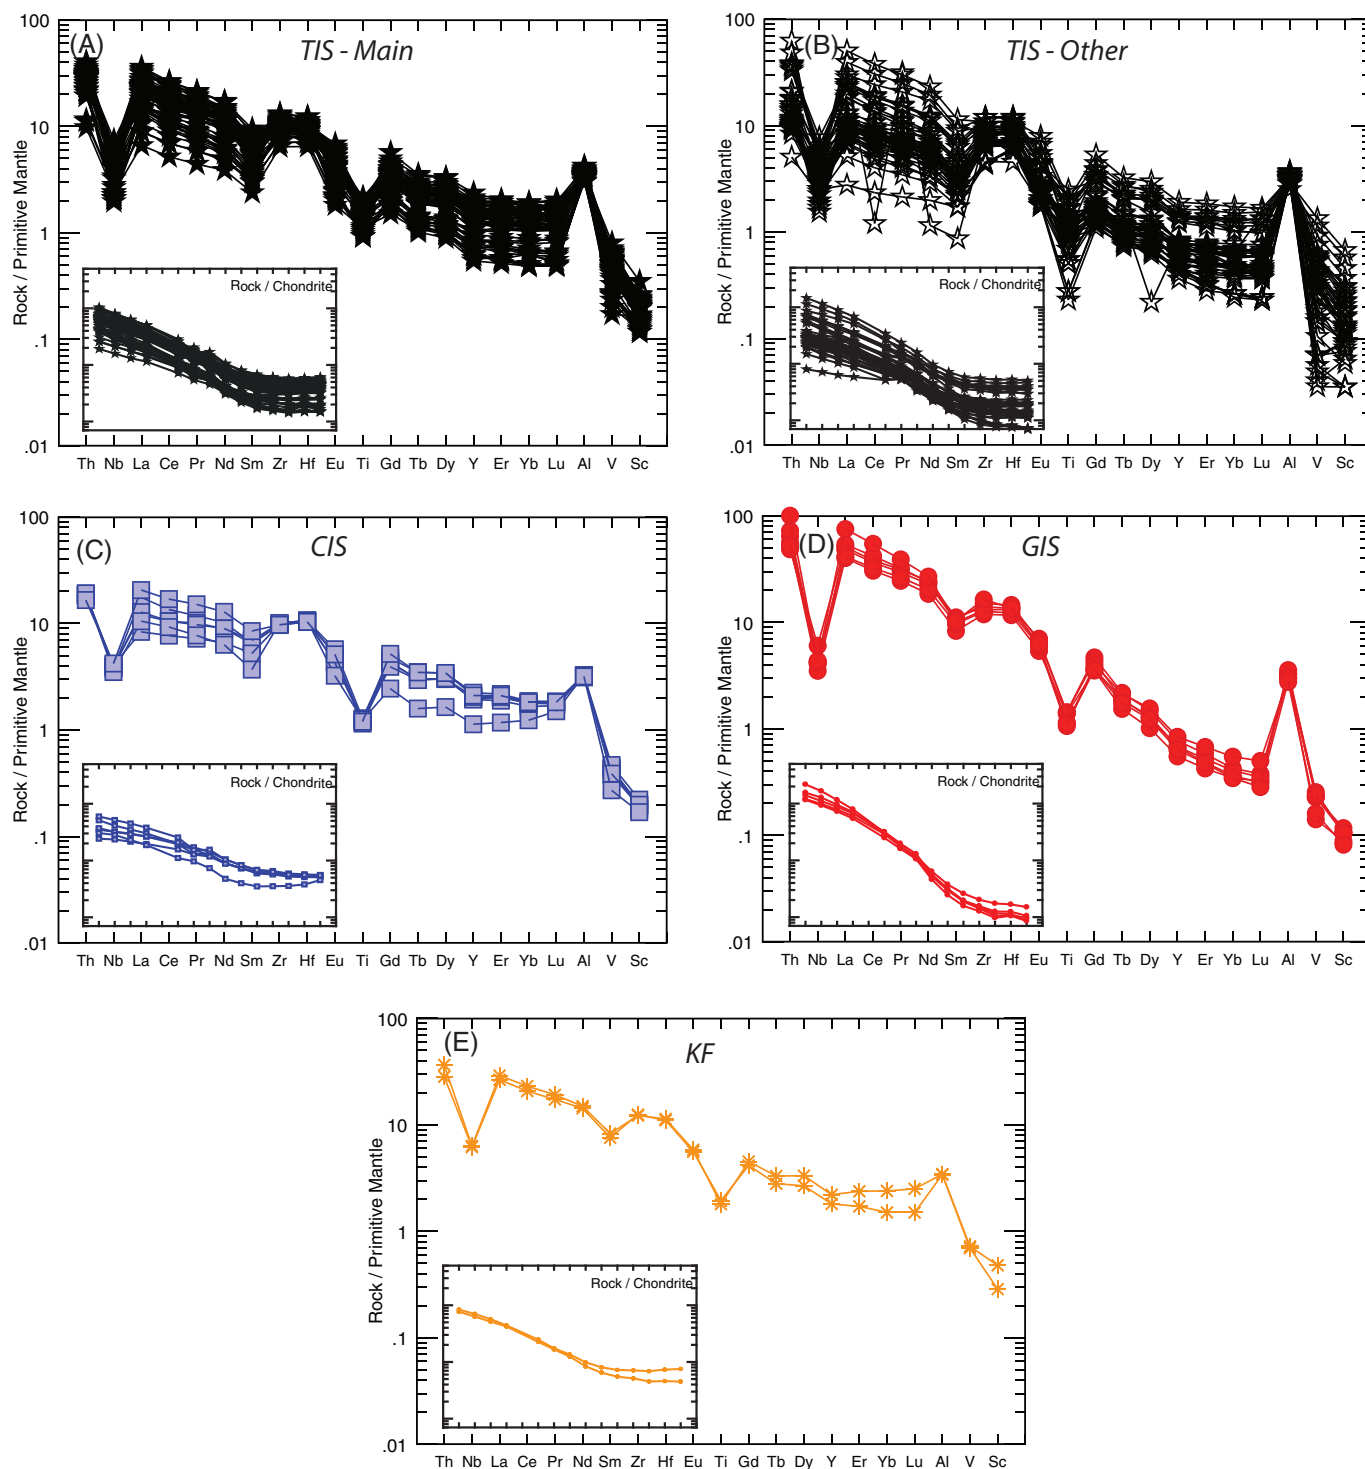 (A)
TIS - Main
Rock / Primitive Mantle
100
10
1
.1
.01
Rock / Chondrite
Th Nb La Ce Pr Nd Sm Zr Hf Eu Ti Gd Tb Dy Y Er Yb Lu Al V Sc
(B)
TIS - Other
Rock / Primitive Mantle
100
10
1
.1
.01
Rock / Chondrite
Th Nb La Ce Pr Nd Sm Zr Hf Eu Ti Gd Tb Dy Y Er Yb Lu Al V Sc
(C)
CIS
Rock / Primitive Mantle
100
10
1
.1
.01
Rock / Chondrite
Th Nb La Ce Pr Nd Sm Zr Hf Eu Ti Gd Tb Dy Y Er Yb Lu Al V Sc
(D)
GIS
Rock / Primitive Mantle
100
10
1
.1
.01
Rock / Chondrite
Th Nb La Ce Pr Nd Sm Zr Hf Eu Ti Gd Tb Dy Y Er Yb Lu Al V Sc
(E)
KF
Rock / Primitive Mantle
100
10
1
.1
.01
Rock / Chondrite
Th Nb La Ce Pr Nd Sm Zr Hf Eu Ti Gd Tb Dy Y Er Yb Lu Al V Sc